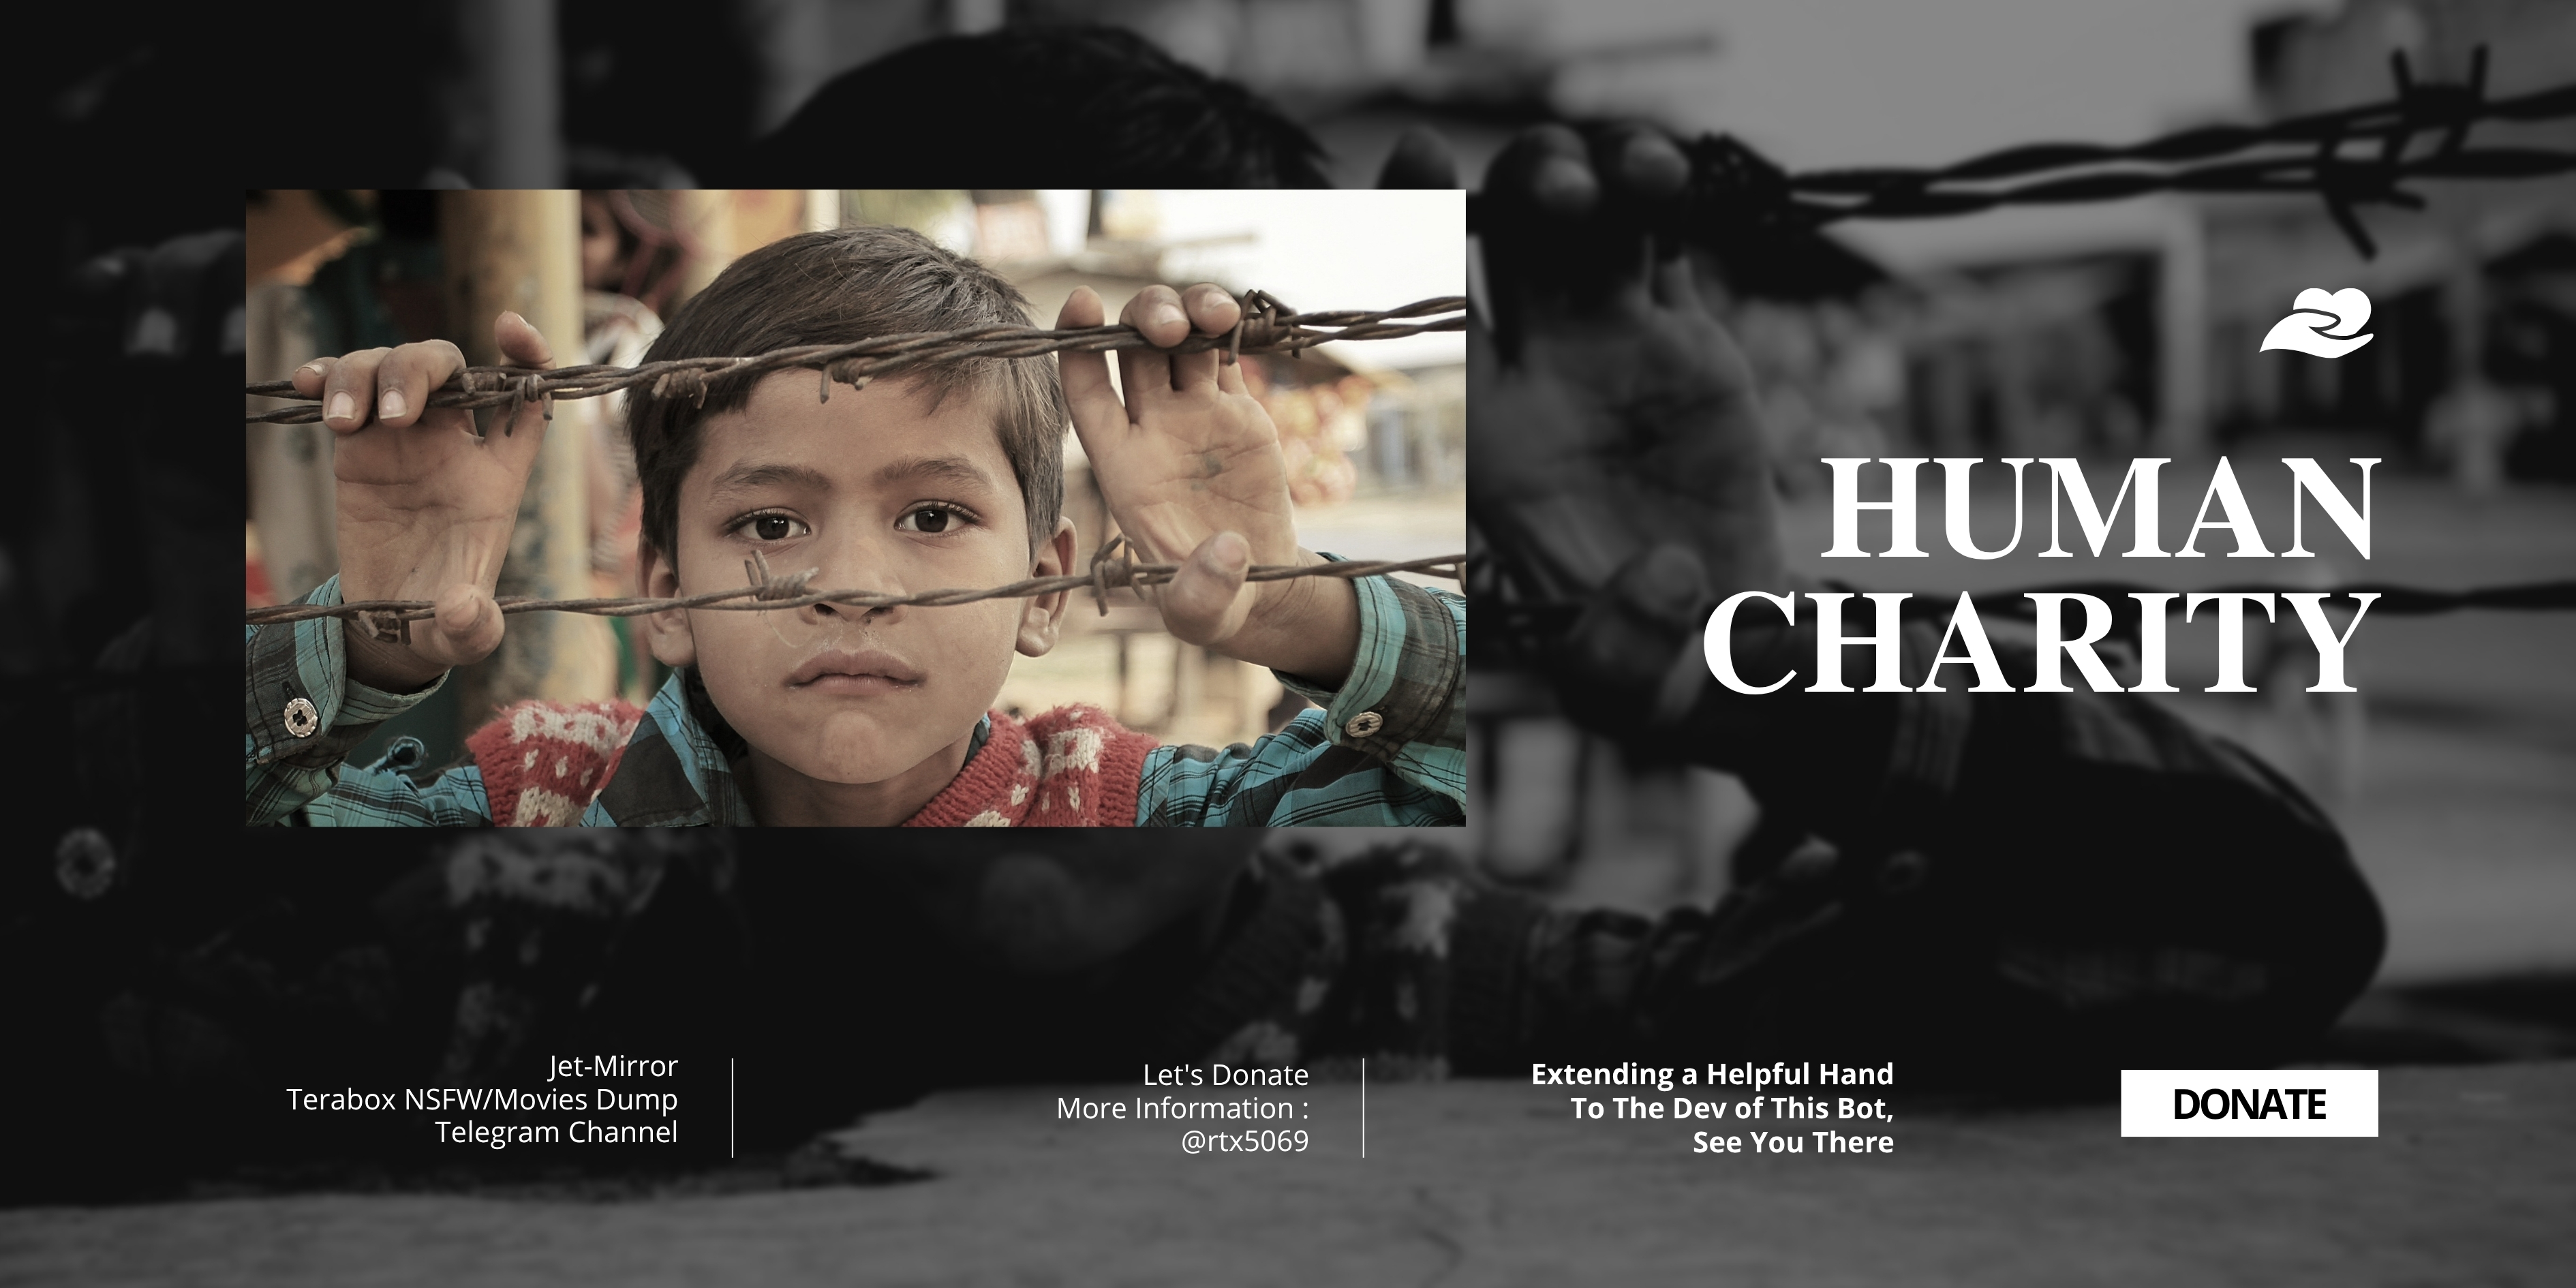 HUMAN
CHARITY
Jet-Mirror
Terabox NSFW/Movies Dump
Telegram Channel
Let's Donate
More Information :
@rtx5069
Extending a Helpful Hand
To The Dev of This Bot,
See You There
DONATE